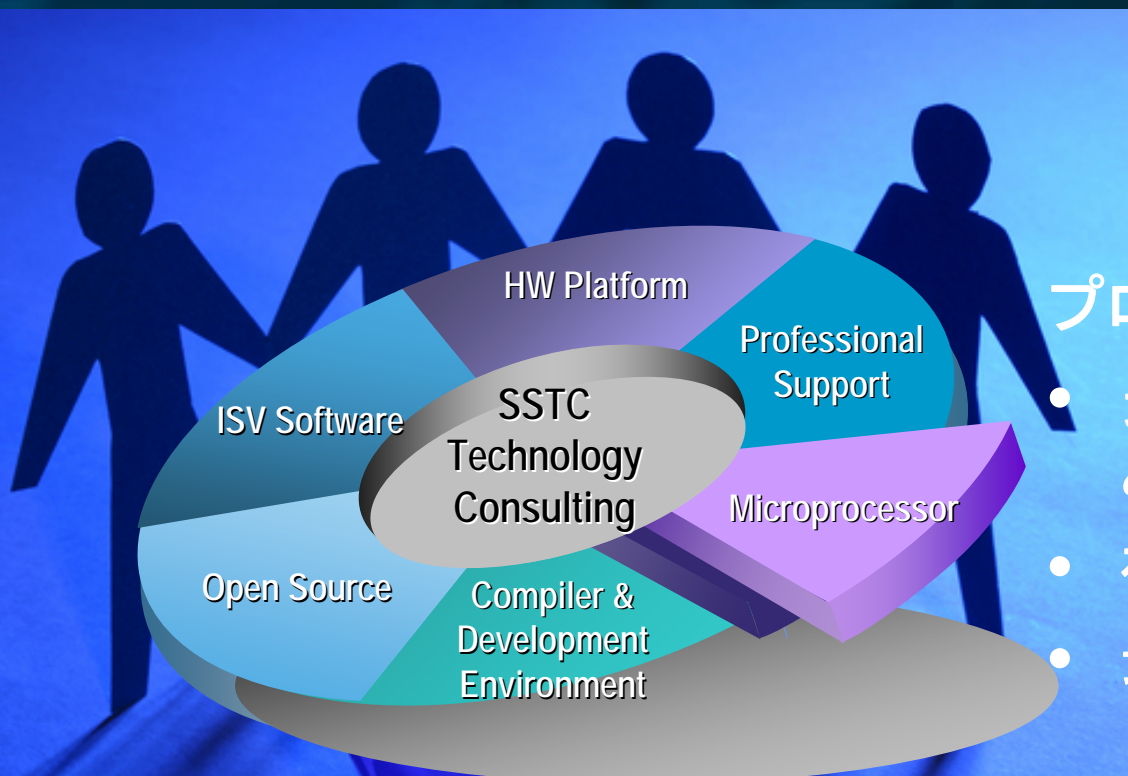 HW Platform
Professional
Support
ISV Software
SSTC
Technology
Consulting
Microprocessor
Open Source
Compiler &
Development
Environment
プロ